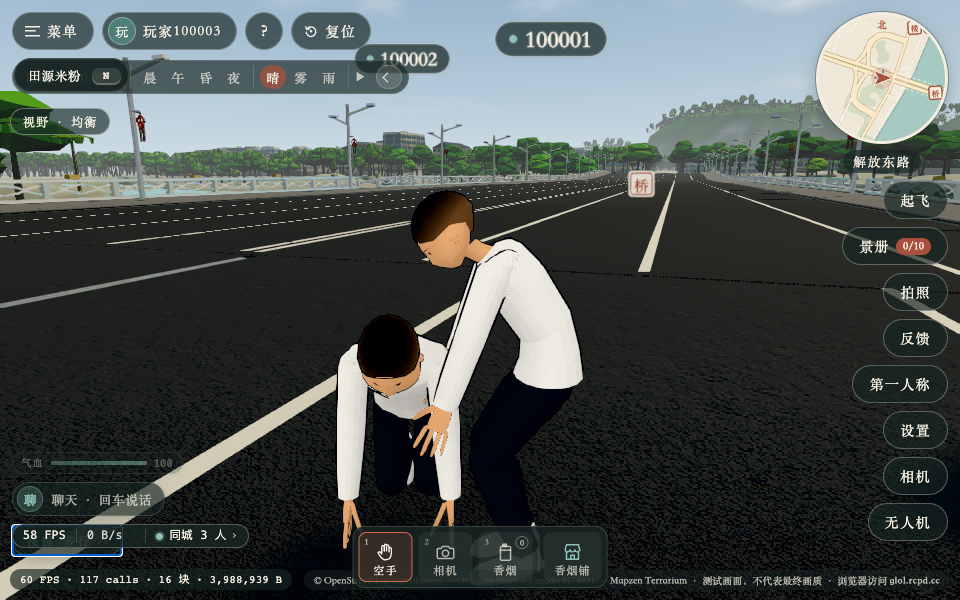 菜单
玩 玩家100003
?
复位
100002
100001
北
楼
桥
田源米粉 N
晨 午 昏 夜 晴 雾 雨
视野 · 均衡
解放东路
桥
起飞
景册 0/10
拍照
反馈
第一人称
设置
相机
无人机
气血 100
聊 聊天 · 回车说话
58 FPS 0 B/s 同城 3 人 ›
1 空手
2 相机
3 香烟 0
香烟铺
60 FPS · 117 calls · 16 块 · 3,988,939 B
© OpenSt
Mapzen Terrarium · 测试画面，不代表最终画质 · 浏览器访问 glol.rcpd.cc